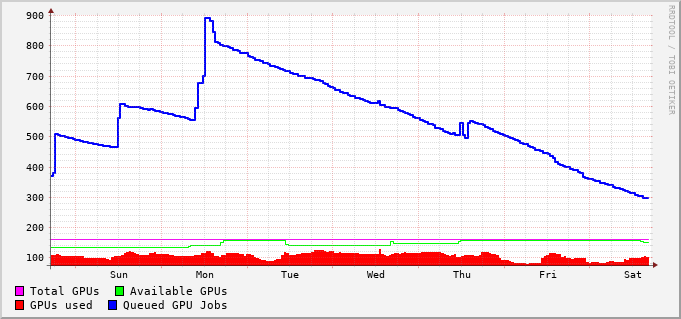 RRDTOOL / TOBI OETIKER
900
800
700
600
500
400
300
200
100
Sun Mon Tue Wed Thu Fri Sat
Total GPUs Available GPUs
GPUs used Queued GPU Jobs